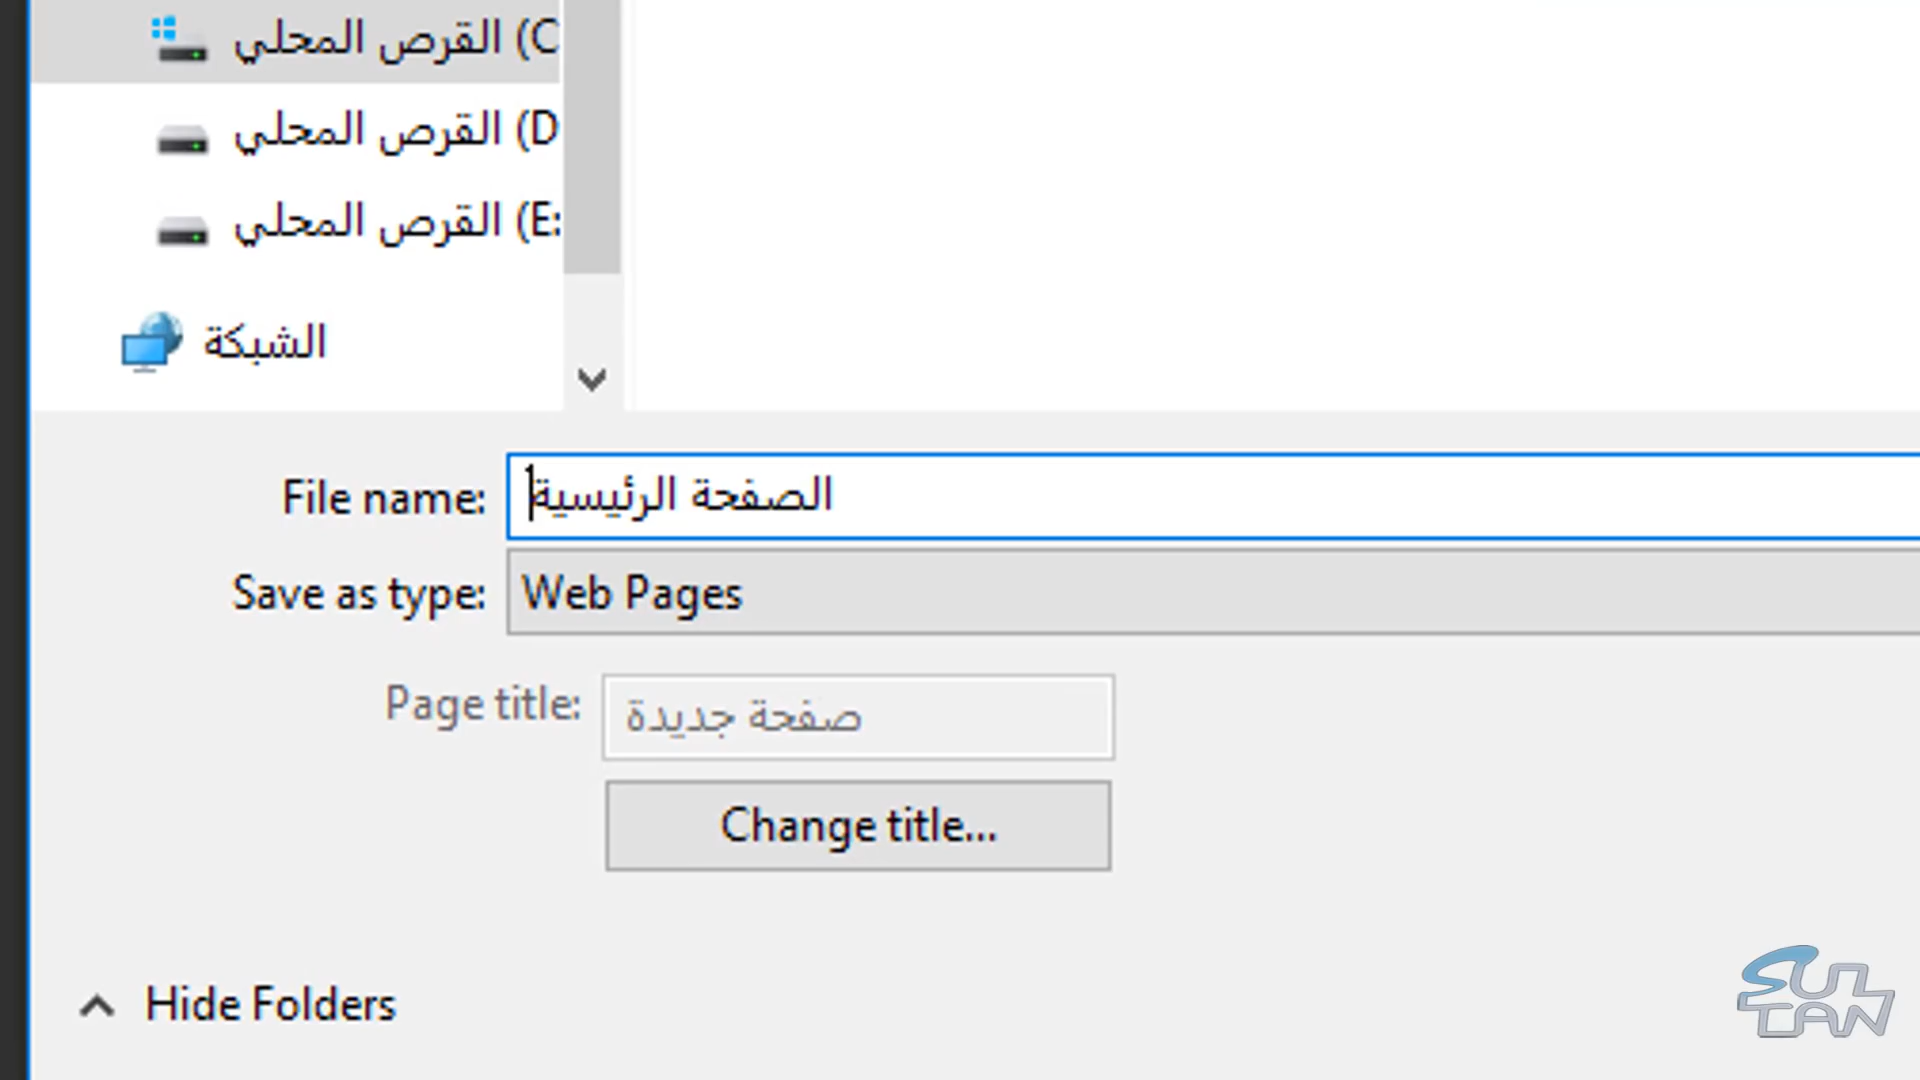 القرص المحلي (C
القرص المحلي (D
القرص المحلي (E:
الشبكة
File name: الصفحة الرئيسية
Save as type: Web Pages
Page title: صفحة جديدة
Change title...
Hide Folders
SULTAN